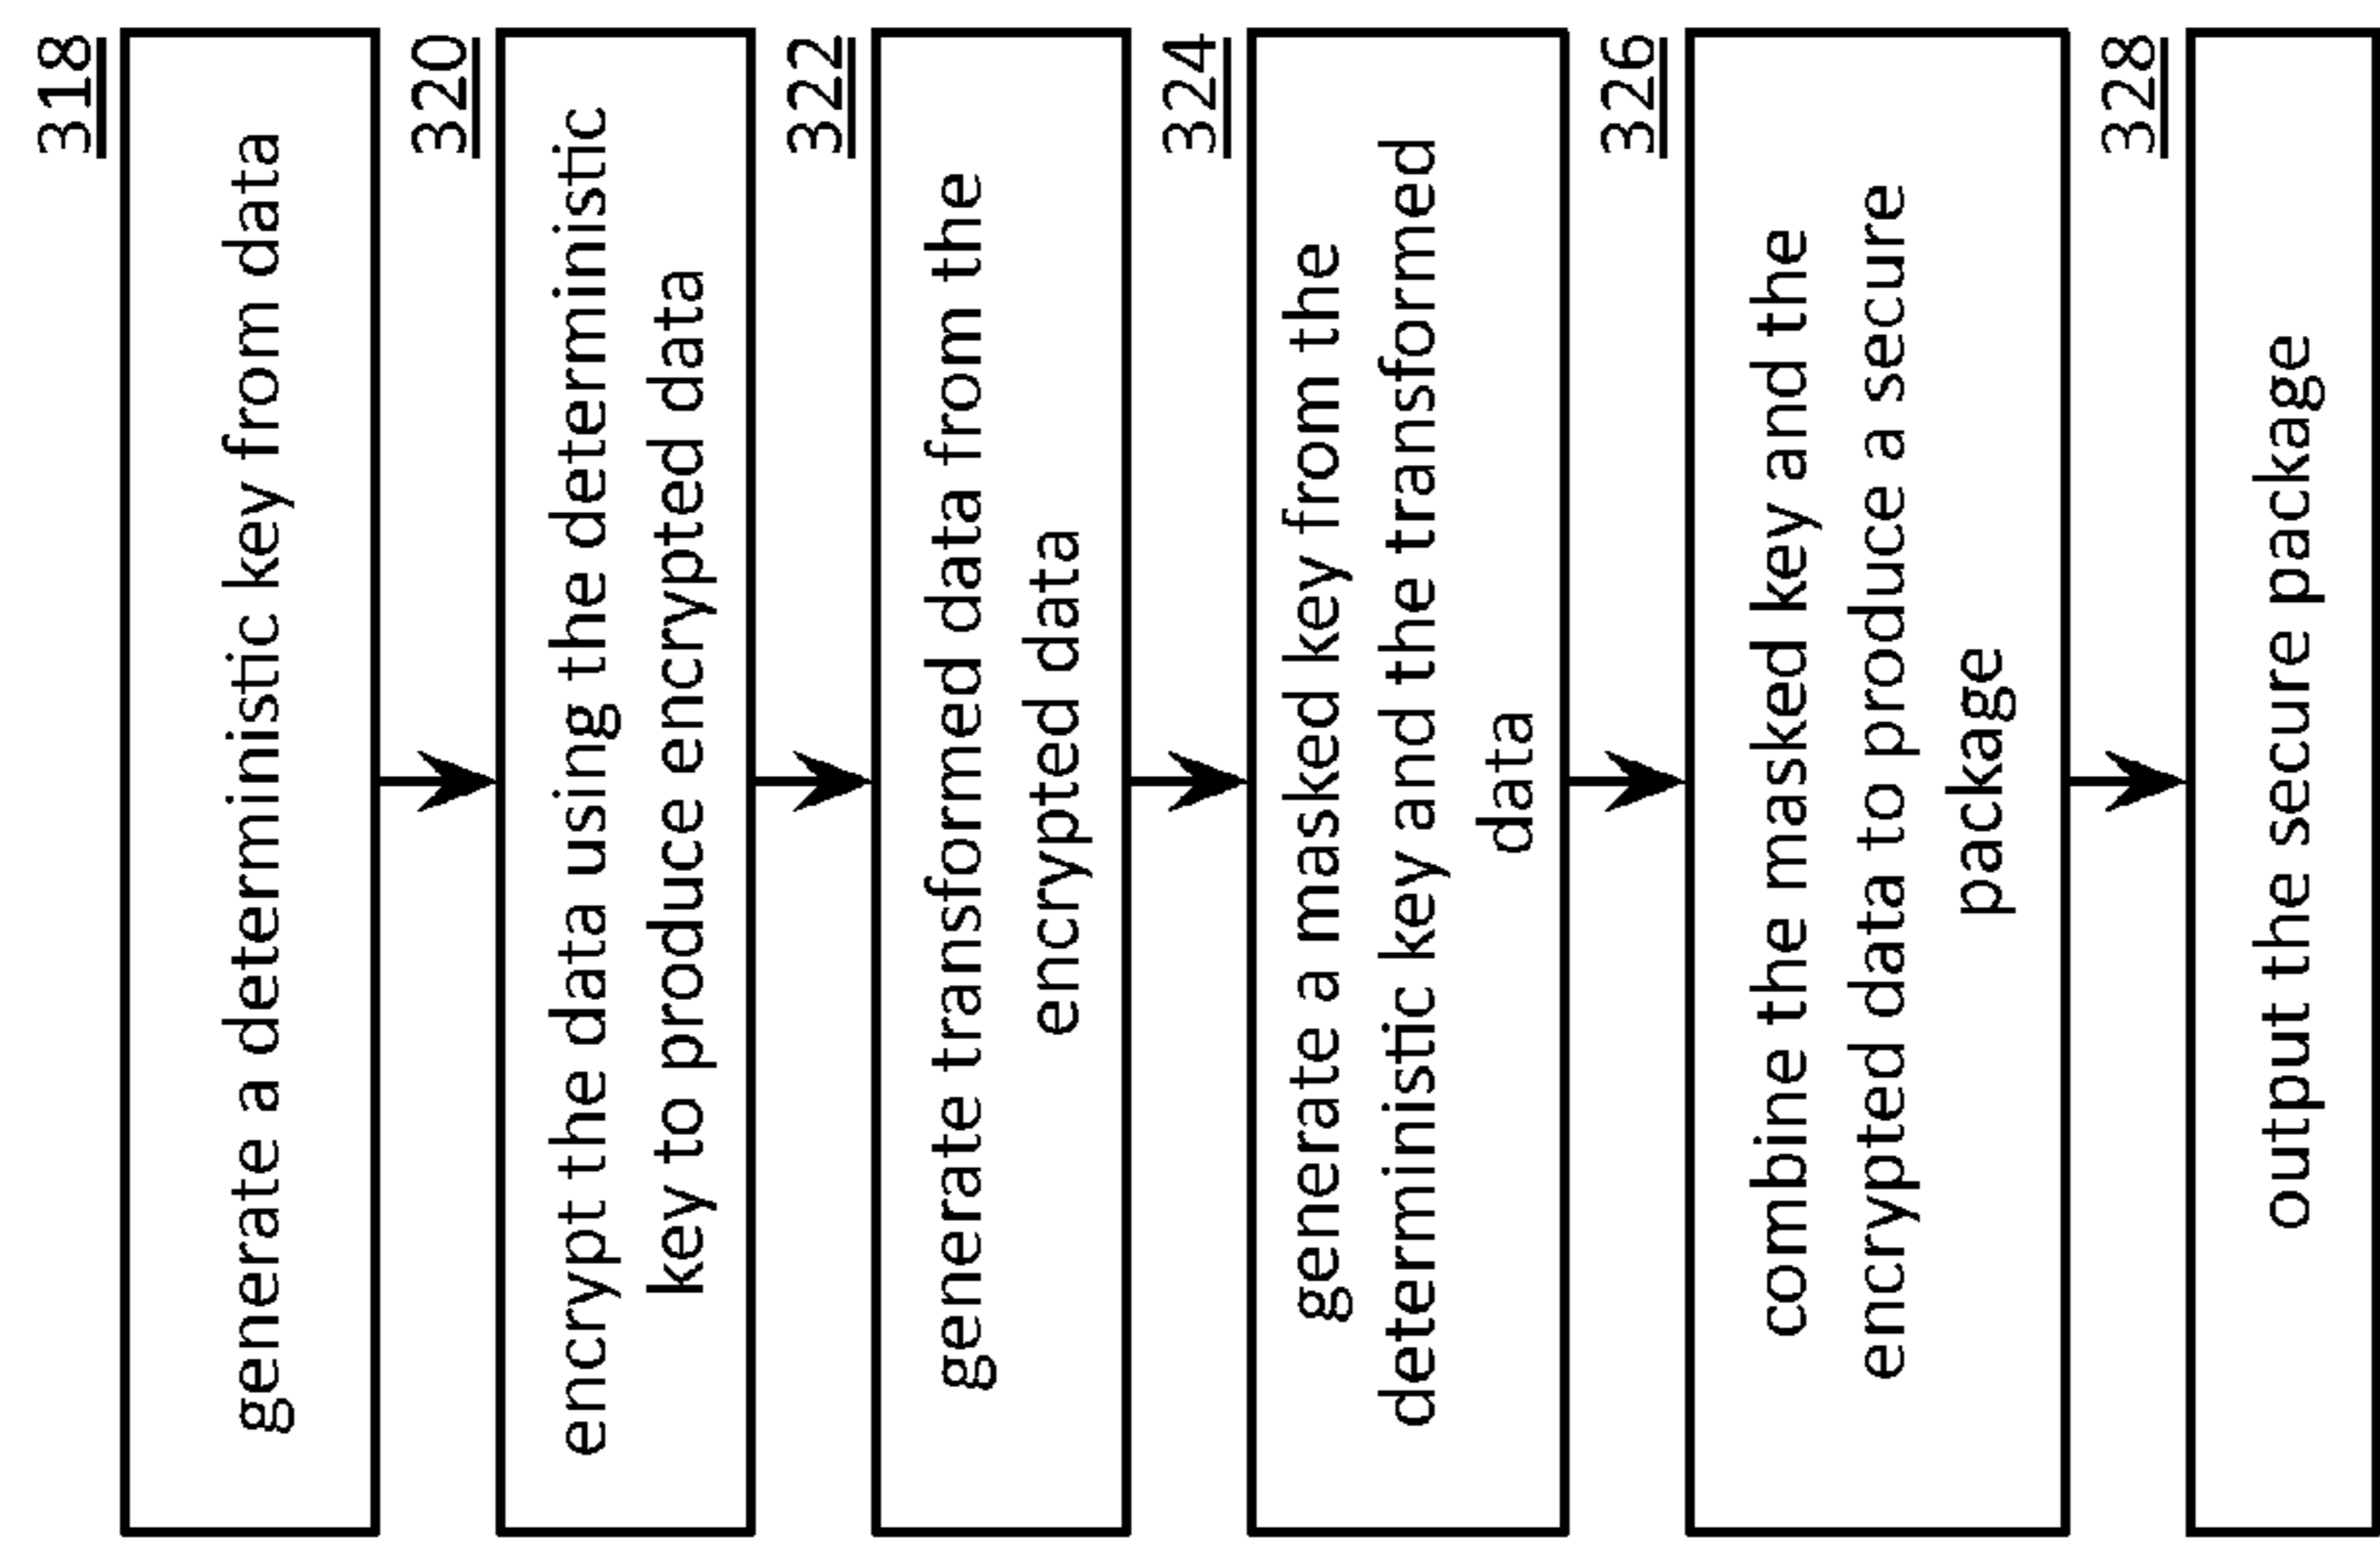 318
generate a deterministic key from data
320
encrypt the data using the deterministic
key to produce encrypted data
322
generate transformed data from the
encrypted data
324
generate a masked key from the
deterministic key and the transformed
data
326
combine the masked key and the
encrypted data to produce a secure
package
328
output the secure package